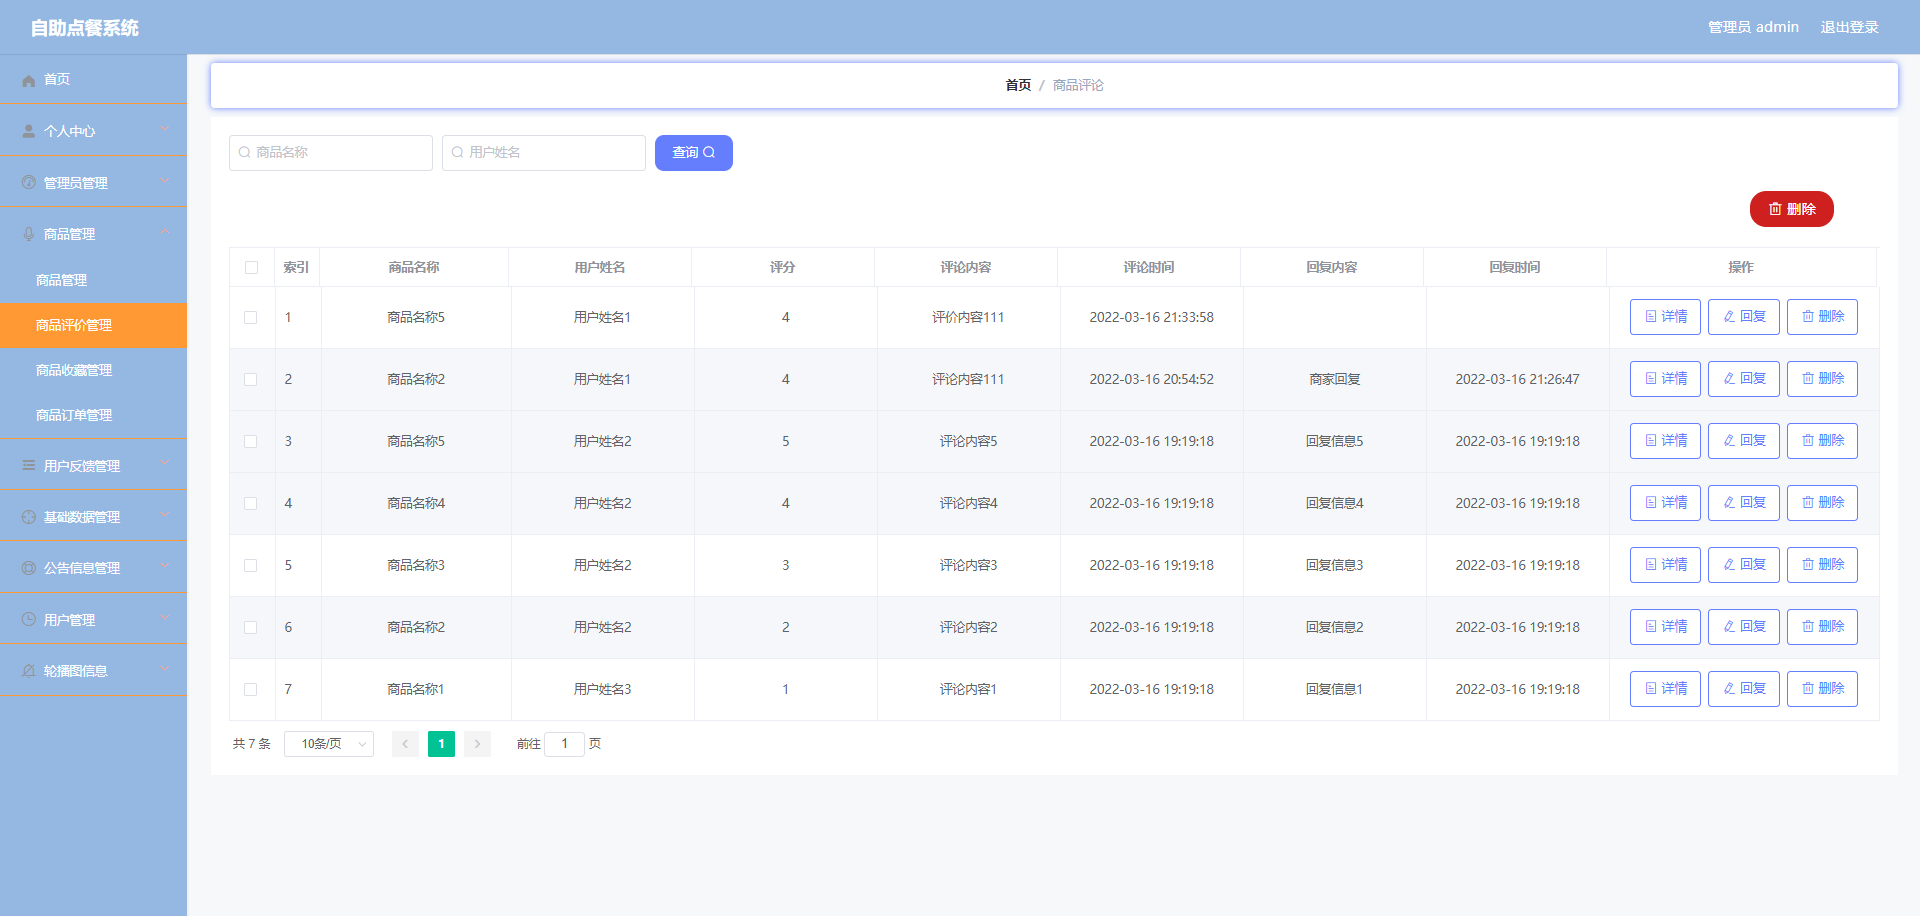 自助点餐系统
管理员 admin 退出登录
首页
个人中心
管理员管理
商品管理
商品管理
商品评价管理
商品收藏管理
商品订单管理
用户反馈管理
基础数据管理
公告信息管理
用户管理
轮播图信息
首页 / 商品评论
商品名称 用户姓名 查询
删除
索引 商品名称 用户姓名 评分 评论内容 评论时间 回复内容 回复时间 操作
1 商品名称5 用户姓名1 4 评价内容111 2022-03-16 21:33:58 详情 回复 删除
2 商品名称2 用户姓名1 4 评论内容111 2022-03-16 20:54:52 商家回复 2022-03-16 21:26:47 详情 回复 删除
3 商品名称5 用户姓名2 5 评论内容5 2022-03-16 19:19:18 回复信息5 2022-03-16 19:19:18 详情 回复 删除
4 商品名称4 用户姓名2 4 评论内容4 2022-03-16 19:19:18 回复信息4 2022-03-16 19:19:18 详情 回复 删除
5 商品名称3 用户姓名2 3 评论内容3 2022-03-16 19:19:18 回复信息3 2022-03-16 19:19:18 详情 回复 删除
6 商品名称2 用户姓名2 2 评论内容2 2022-03-16 19:19:18 回复信息2 2022-03-16 19:19:18 详情 回复 删除
7 商品名称1 用户姓名3 1 评论内容1 2022-03-16 19:19:18 回复信息1 2022-03-16 19:19:18 详情 回复 删除
共 7 条 10条/页 1 前往 1 页